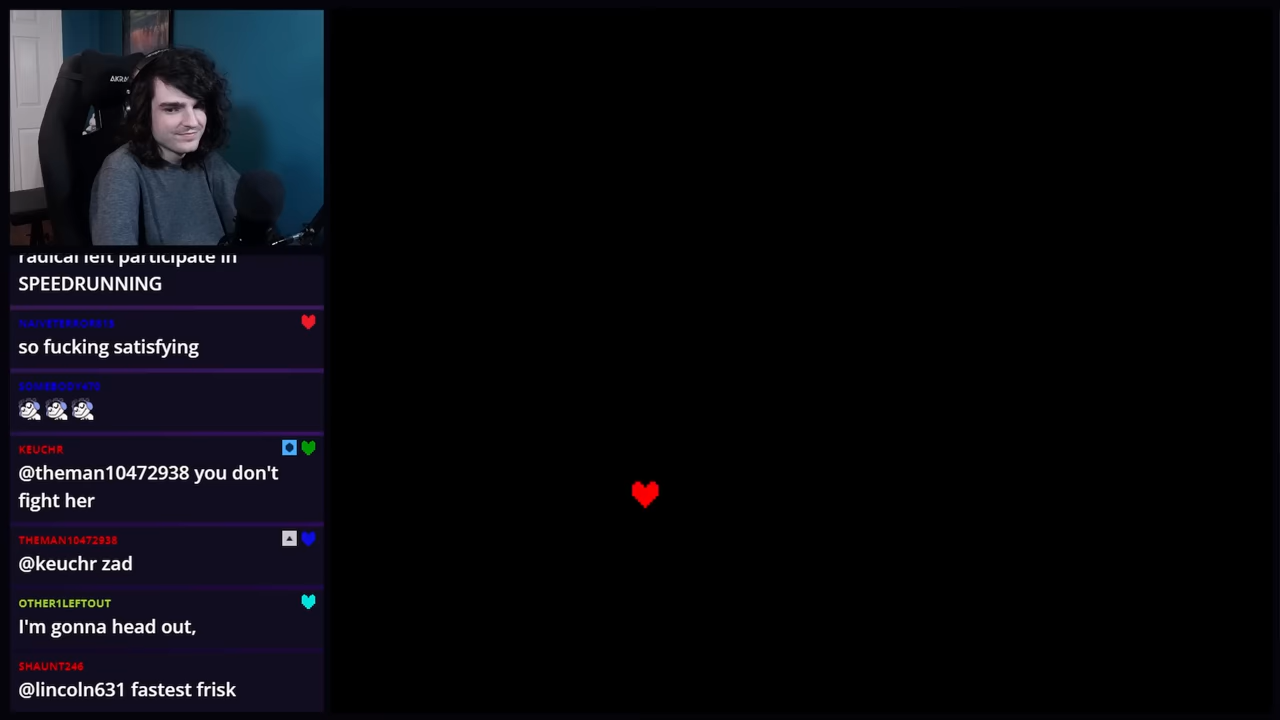 radical left participate in
SPEEDRUNNING
so fucking satisfying
KEUCHR
@theman10472938 you don't
fight her
THEMAN10472938
@keuchr zad
OTHER1LEFTOUT
I'm gonna head out,
SHAUNT246
@lincoln631 fastest frisk